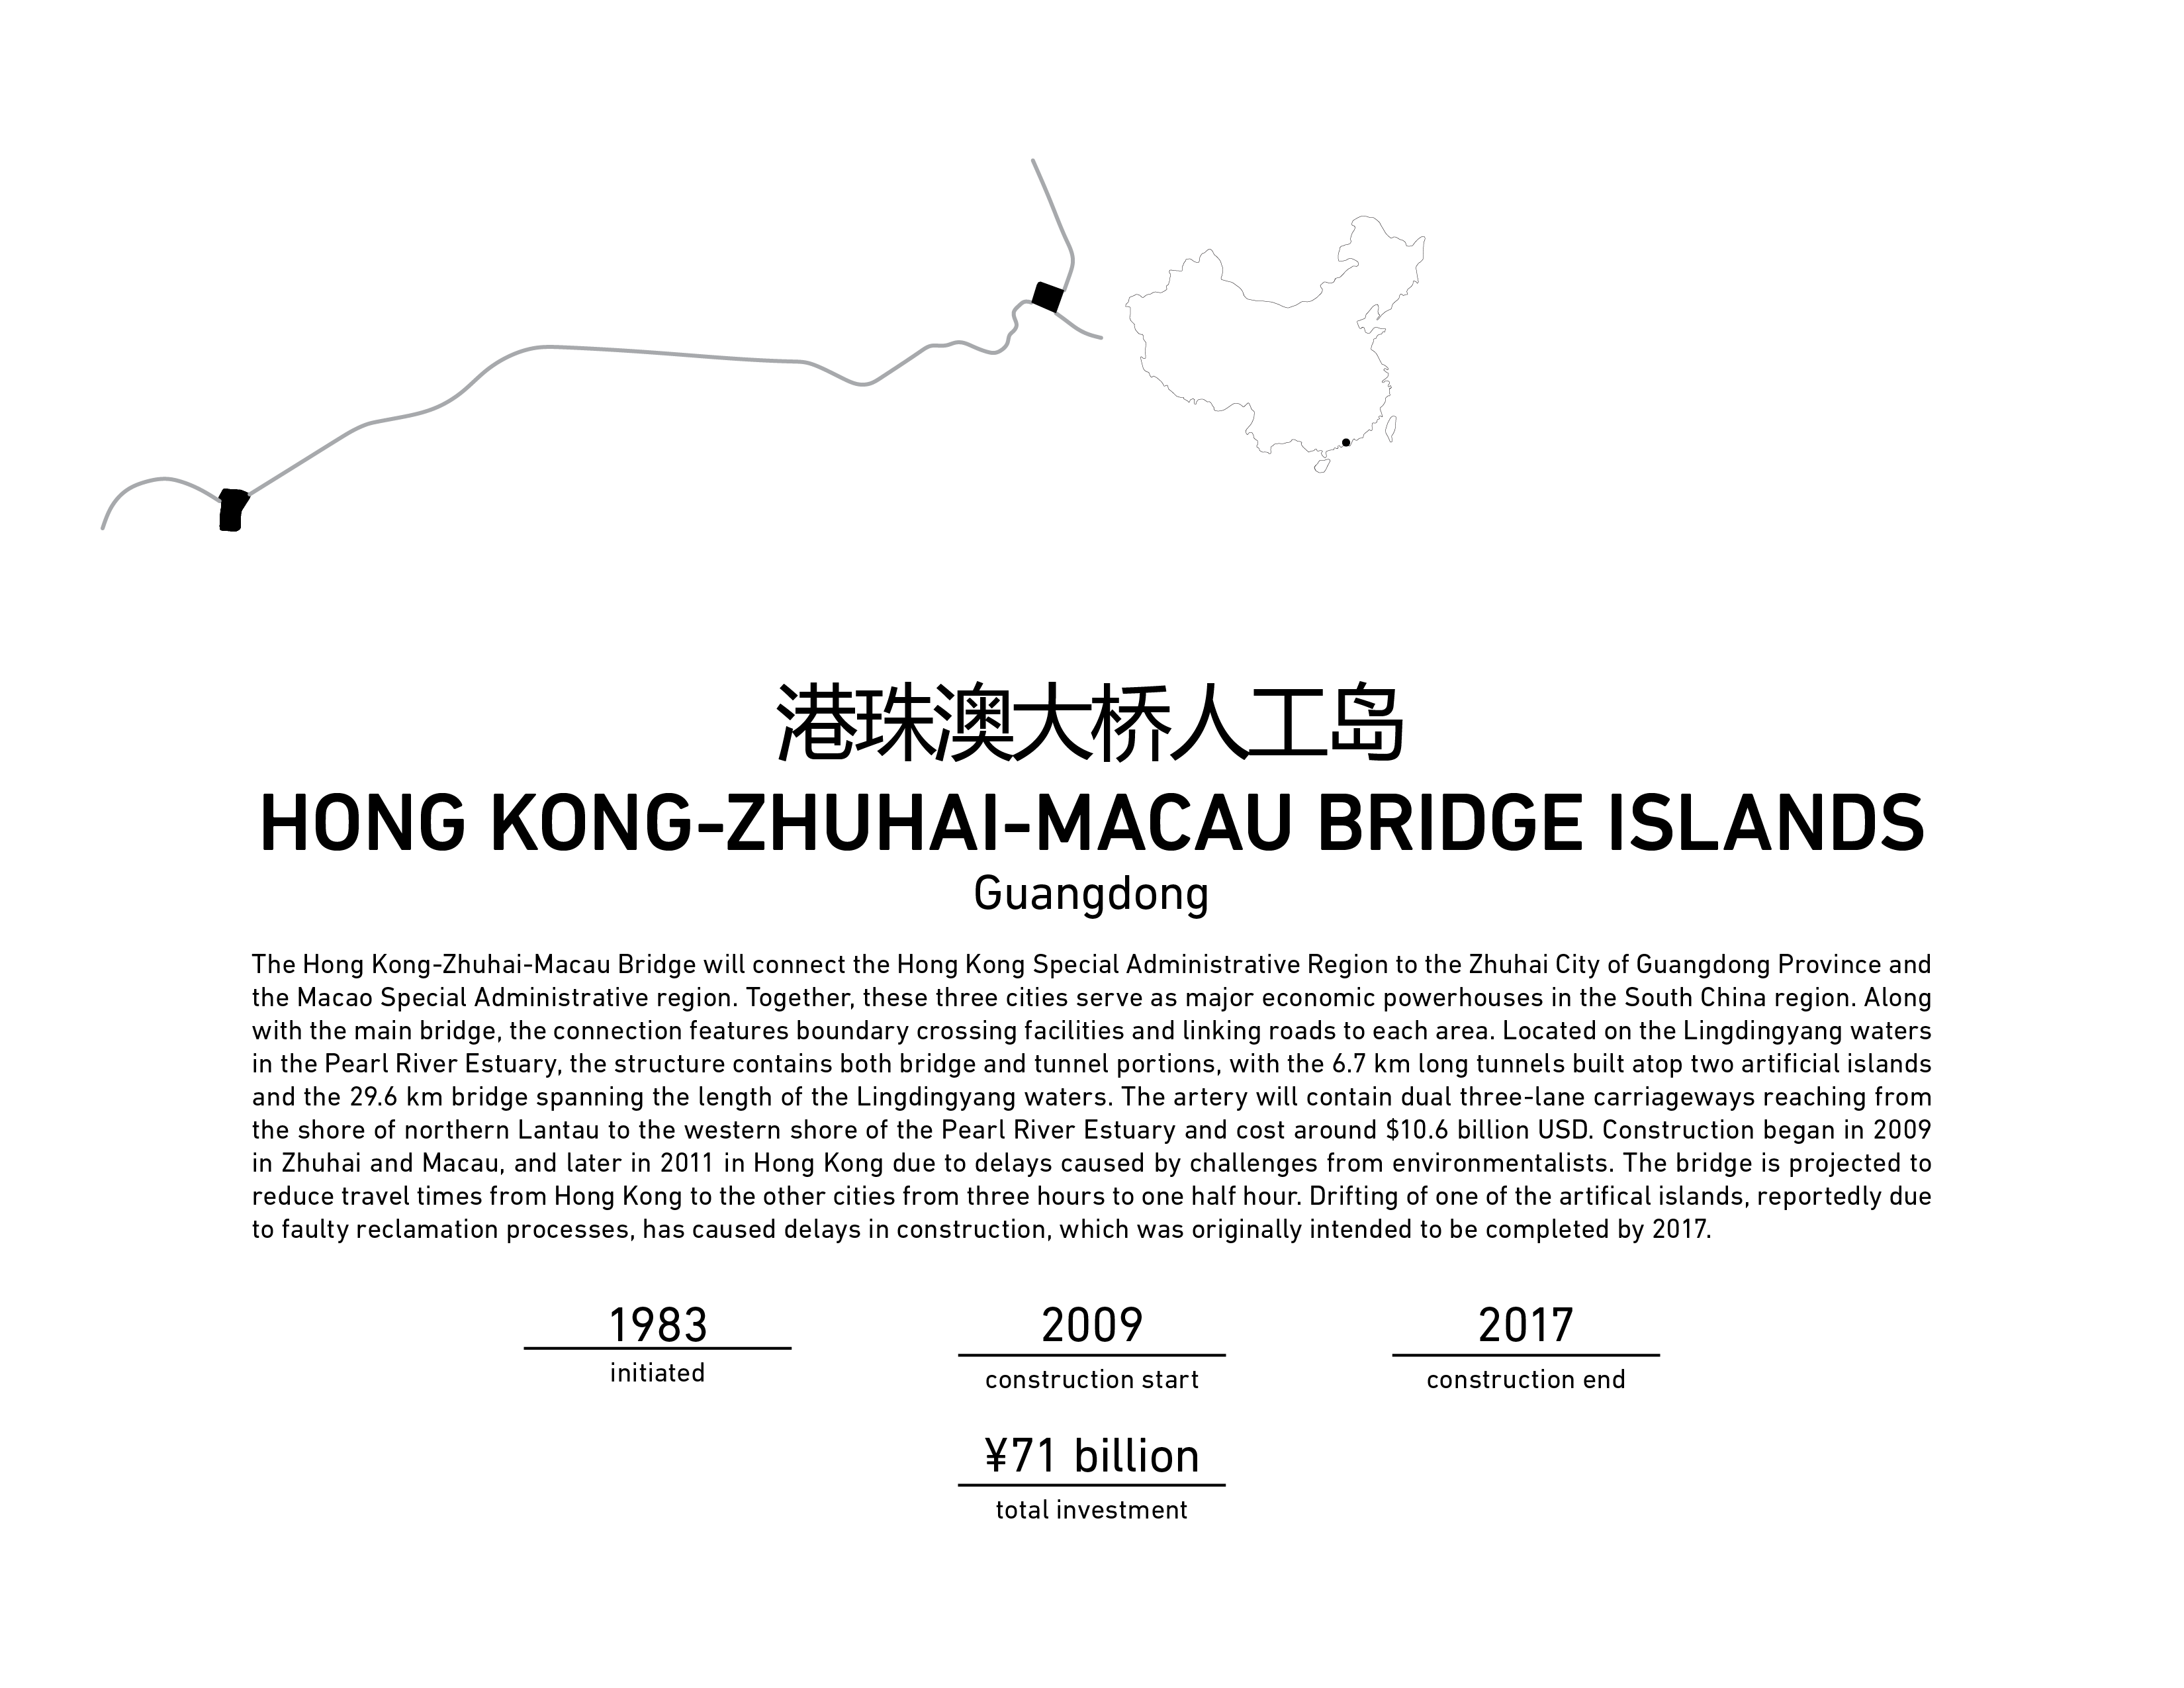 港珠澳大桥人工岛
HONG KONG-ZHUHAI-MACAU BRIDGE ISLANDS
Guangdong
The Hong Kong-Zhuhai-Macau Bridge will connect the Hong Kong Special Administrative Region to the Zhuhai City of Guangdong Province and
the Macao Special Administrative region. Together, these three cities serve as major economic powerhouses in the South China region. Along
with the main bridge, the connection features boundary crossing facilities and linking roads to each area. Located on the Lingdingyang waters
in the Pearl River Estuary, the structure contains both bridge and tunnel portions, with the 6.7 km long tunnels built atop two artificial islands
and the 29.6 km bridge spanning the length of the Lingdingyang waters. The artery will contain dual three-lane carriageways reaching from
the shore of northern Lantau to the western shore of the Pearl River Estuary and cost around $10.6 billion USD. Construction began in 2009
in Zhuhai and Macau, and later in 2011 in Hong Kong due to delays caused by challenges from environmentalists. The bridge is projected to
reduce travel times from Hong Kong to the other cities from three hours to one half hour. Drifting of one of the artifical islands, reportedly due
to faulty reclamation processes, has caused delays in construction, which was originally intended to be completed by 2017.
1983
initiated
2009
construction start
2017
construction end
¥71 billion
total investment